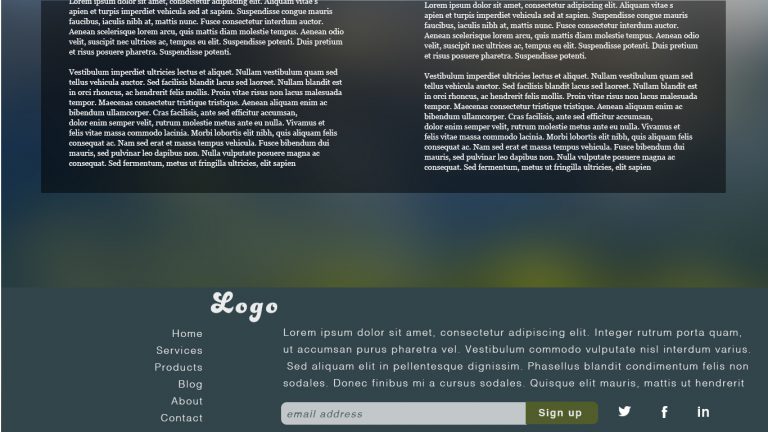 Lorem ipsum dolor sit amet, consectetur adipiscing elit. Aliquam vitae s
apien et turpis imperdiet vehicula sed at sapien. Suspendisse congue mauris
faucibus, iaculis nibh at, mattis nunc. Fusce consectetur interdum auctor.
Aenean scelerisque lorem arcu, quis mattis diam molestie tempus. Aenean odio
velit, suscipit nec ultrices ac, tempus eu elit. Suspendisse potenti. Duis pretium
et risus posuere pharetra. Suspendisse potenti.
Vestibulum imperdiet ultricies lectus et aliquet. Nullam vestibulum quam sed
tellus vehicula auctor. Sed facilisis blandit lacus sed laoreet. Nullam blandit est
in orci rhoncus, ac hendrerit felis mollis. Proin vitae risus non lacus malesuada
tempor. Maecenas consectetur tristique tristique. Aenean aliquam enim ac
bibendum ullamcorper. Cras facilisis, ante sed efficitur accumsan,
dolor enim semper velit, rutrum molestie metus ante eu nulla. Vivamus et
felis vitae massa commodo lacinia. Morbi lobortis elit nibh, quis aliquam felis
consequat ac. Nam sed erat et massa tempus vehicula. Fusce bibendum dui
mauris, sed pulvinar leo dapibus non. Nulla vulputate posuere magna ac
consequat. Sed fermentum, metus ut fringilla ultricies, elit sapien
Lorem ipsum dolor sit amet, consectetur adipiscing elit. Aliquam vitae s
apien et turpis imperdiet vehicula sed at sapien. Suspendisse congue mauris
faucibus, iaculis nibh at, mattis nunc. Fusce consectetur interdum auctor.
Aenean scelerisque lorem arcu, quis mattis diam molestie tempus. Aenean odio
velit, suscipit nec ultrices ac, tempus eu elit. Suspendisse potenti. Duis pretium
et risus posuere pharetra. Suspendisse potenti.
Vestibulum imperdiet ultricies lectus et aliquet. Nullam vestibulum quam sed
tellus vehicula auctor. Sed facilisis blandit lacus sed laoreet. Nullam blandit est
in orci rhoncus, ac hendrerit felis mollis. Proin vitae risus non lacus malesuada
tempor. Maecenas consectetur tristique tristique. Aenean aliquam enim ac
bibendum ullamcorper. Cras facilisis, ante sed efficitur accumsan,
dolor enim semper velit, rutrum molestie metus ante eu nulla. Vivamus et
felis vitae massa commodo lacinia. Morbi lobortis elit nibh, quis aliquam felis
consequat ac. Nam sed erat et massa tempus vehicula. Fusce bibendum dui
mauris, sed pulvinar leo dapibus non. Nulla vulputate posuere magna ac
consequat. Sed fermentum, metus ut fringilla ultricies, elit sapien
Logo
Home
Services
Products
Blog
About
Contact
Lorem ipsum dolor sit amet, consectetur adipiscing elit. Integer rutrum porta quam,
ut accumsan purus pharetra vel. Vestibulum commodo vulputate nisl interdum varius.
Sed aliquam elit in pellentesque dignissim. Phasellus blandit condimentum felis non
sodales. Donec finibus mi a cursus sodales. Quisque elit mauris, mattis ut hendrerit
email address
Sign up
f
in